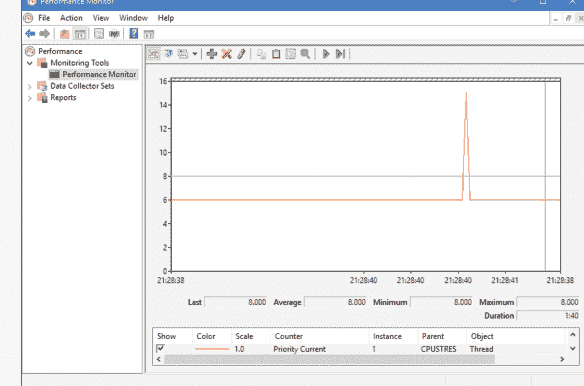 Performance Monitor
File Action View Window Help
Performance
Monitoring Tools
Performance Monitor
Data Collector Sets
Reports
16
14
12
10
8
6
4
2
0
21:28:38 21:28:40 21:28:40 21:28:40 21:28:41 21:28:38
Last 8.000 Average 8.000 Minimum 8.000 Maximum 8.000
Duration 1:40
Show Color Scale Counter Instance Parent Object
1.0 Priority Current 1 CPUSTRES Thread